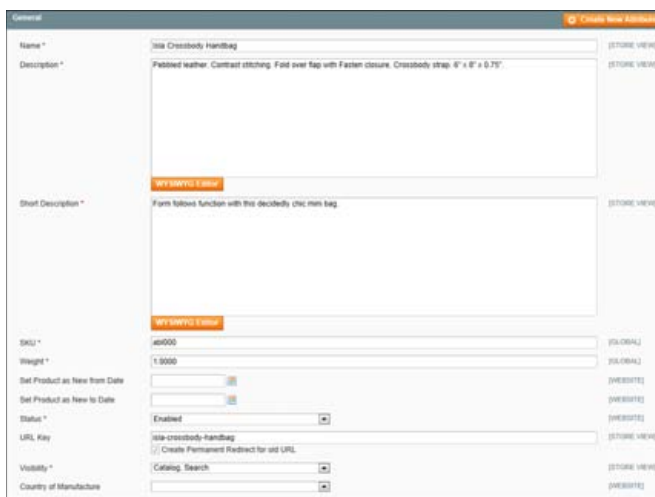 General
Create New Attribute
Name *
Isla Crossbody Handbag
[STORE VIEW]
Description *
Pebbled leather. Contrast stitching. Fold over flap with Fasten closure. Crossbody strap. 6" x 8" x 0.75".
[STORE VIEW]
WYSIWYG Editor
Short Description *
Form follows function with this decidedly chic mini bag.
[STORE VIEW]
WYSIWYG Editor
SKU *
abl000
[GLOBAL]
Weight *
1.0000
[GLOBAL]
Set Product as New from Date
[WEBSITE]
Set Product as New to Date
[WEBSITE]
Status *
Enabled
[WEBSITE]
URL Key
isla-crossbody-handbag
[STORE VIEW]
Create Permanent Redirect for old URL
Visibility *
Catalog, Search
[STORE VIEW]
Country of Manufacture
[WEBSITE]